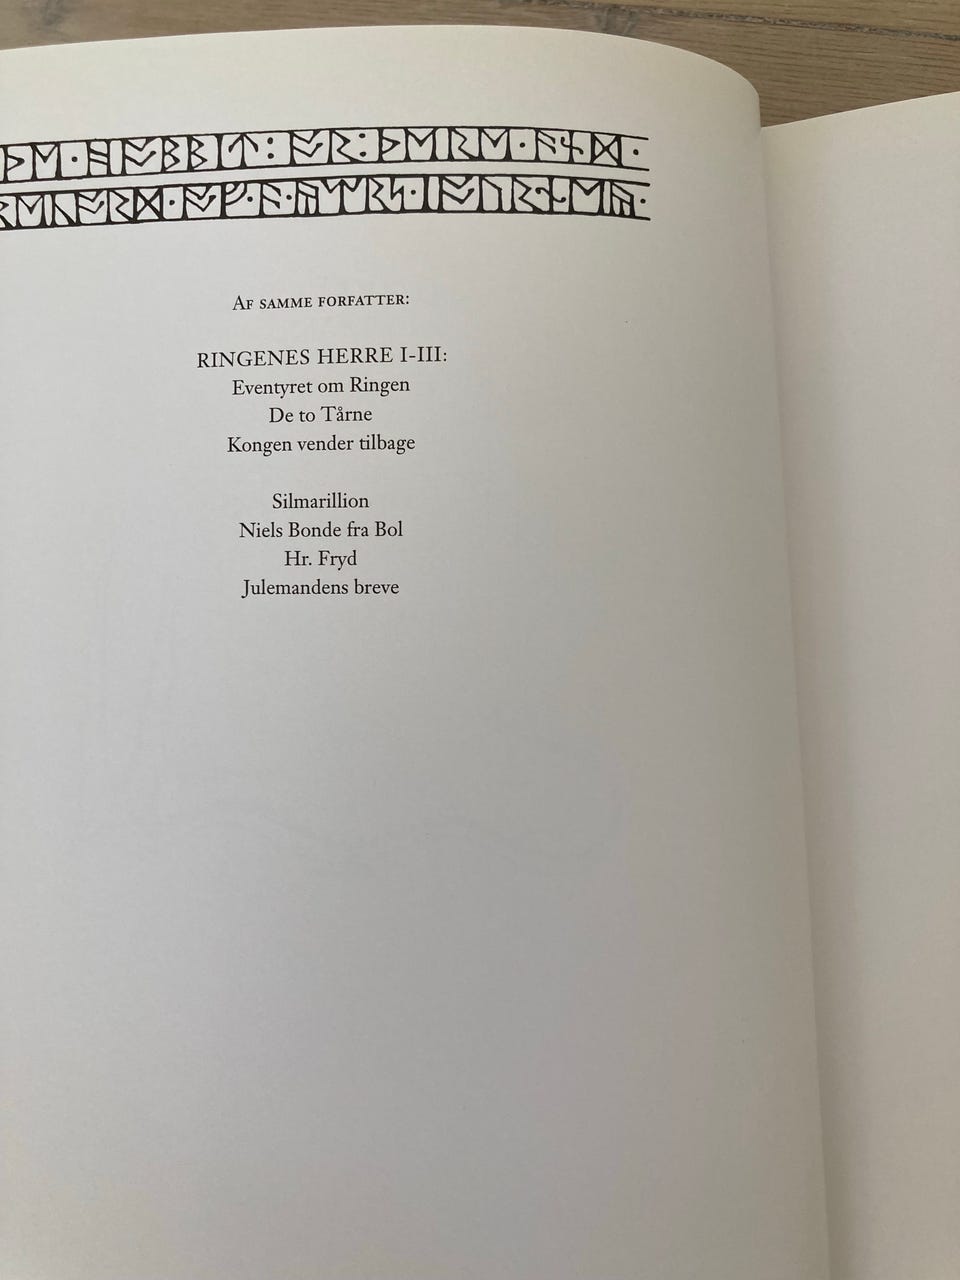 AF SAMME FORFATTER:
RINGENES HERRE I-III:
Eventyret om Ringen
De to Tårne
Kongen vender tilbage
Silmarillion
Niels Bonde fra Bol
Hr. Fryd
Julemandens breve